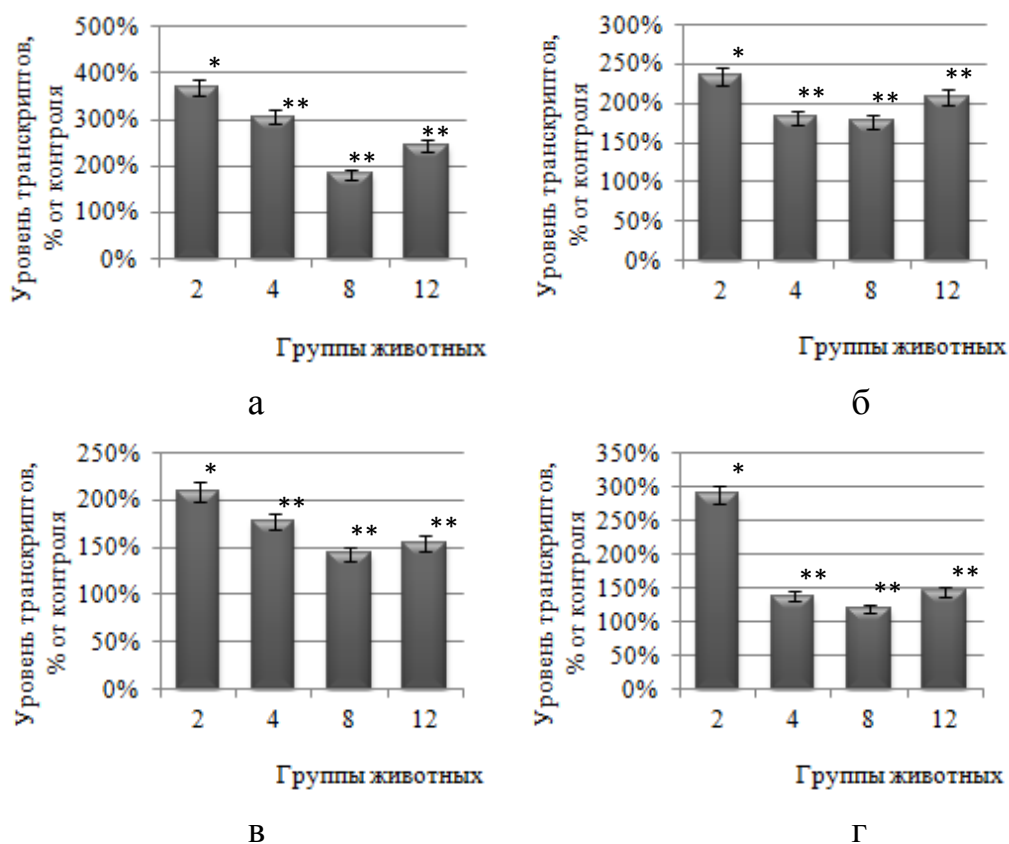 Уровень транскриптов,
% от контроля
500%
400%
300%
200%
100%
0%
*
**
**
**
2 4 8 12
Группы животных
а
Уровень транскриптов,
% от контроля
300%
250%
200%
150%
100%
50%
0%
*
**
**
**
2 4 8 12
Группы животных
б
Уровень транскриптов,
% от контроля
250%
200%
150%
100%
50%
0%
*
**
**
**
2 4 8 12
Группы животных
в
Уровень транскриптов,
% от контроля
350%
300%
250%
200%
150%
100%
50%
0%
*
**
**
**
2 4 8 12
Группы животных
г